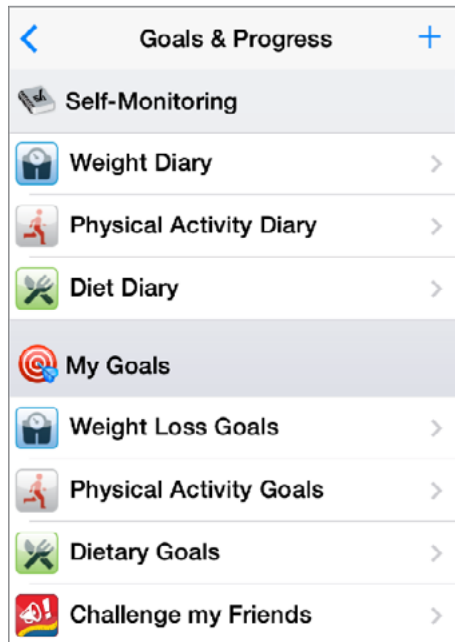 Goals & Progress
Self-Monitoring
Weight Diary
Physical Activity Diary
Diet Diary
My Goals
Weight Loss Goals
Physical Activity Goals
Dietary Goals
Challenge my Friends